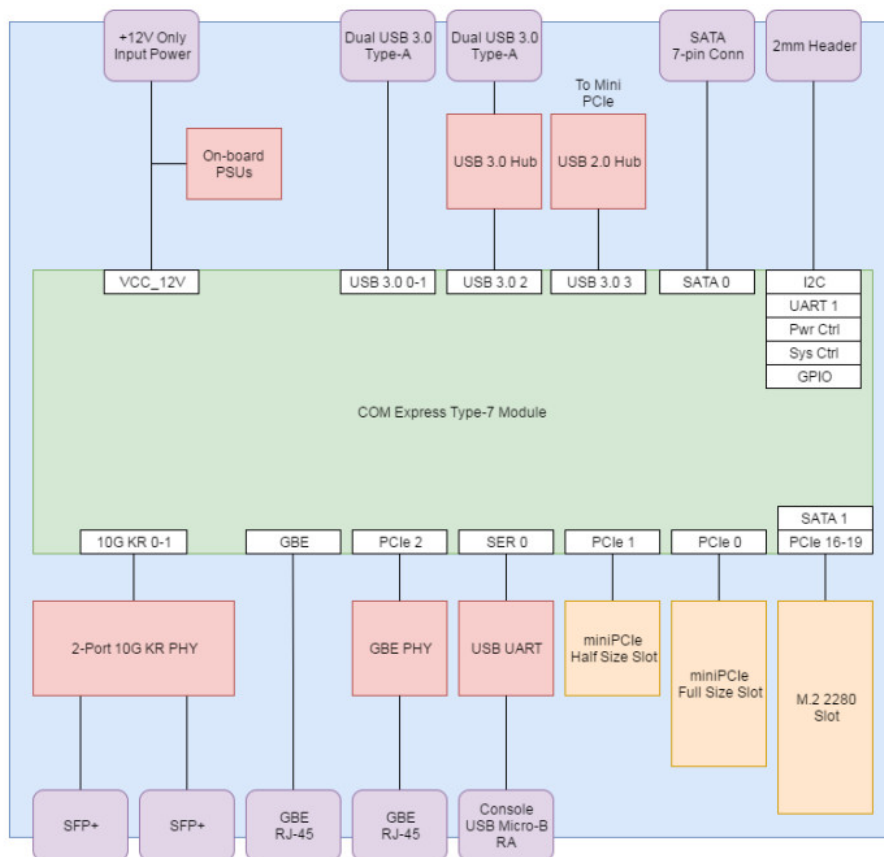 +12V Only
Input Power
Dual USB 3.0
Type-A
Dual USB 3.0
Type-A
SATA
7-pin Conn
2mm Header
To Mini
PCIe
On-board
PSUs
USB 3.0 Hub
USB 2.0 Hub
VCC_12V
USB 3.0 0-1
USB 3.0 2
USB 3.0 3
SATA 0
I2C
UART 1
Pwr Ctrl
Sys Ctrl
GPIO
COM Express Type-7 Module
SATA 1
10G KR 0-1
GBE
PCIe 2
SER 0
PCIe 1
PCIe 0
PCIe 16-19
2-Port 10G KR PHY
GBE PHY
USB UART
miniPCIe
Half Size Slot
miniPCIe
Full Size Slot
M.2 2280
Slot
SFP+
SFP+
GBE
RJ-45
GBE
RJ-45
Console
USB Micro-B
RA